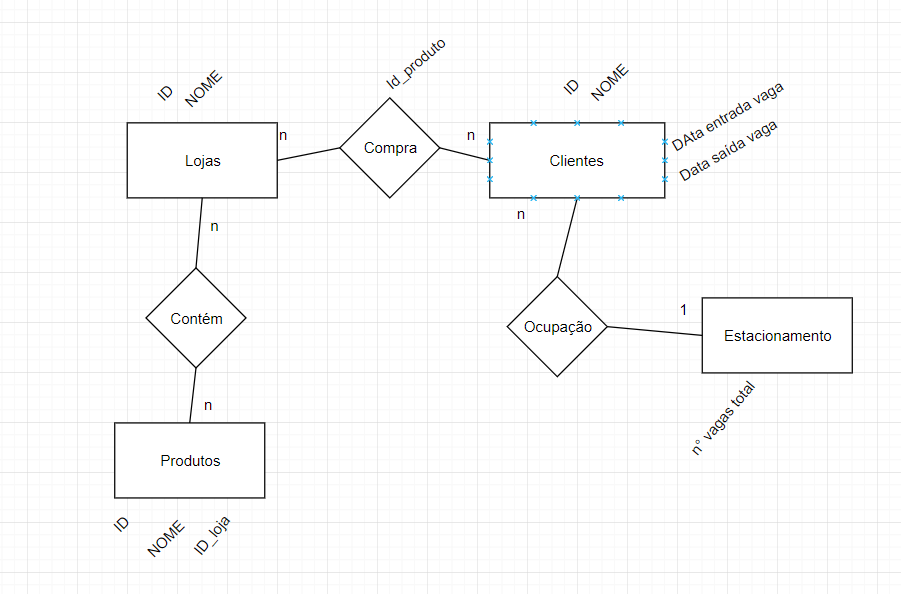 Id_produto
ID
NOME
ID
NOME
DAta entrada vaga
Data saída vaga
n
n
Lojas
Compra
Clientes
n
n
Contém
Ocupação
1
Estacionamento
n° vagas total
n
Produtos
ID
NOME
ID_loja